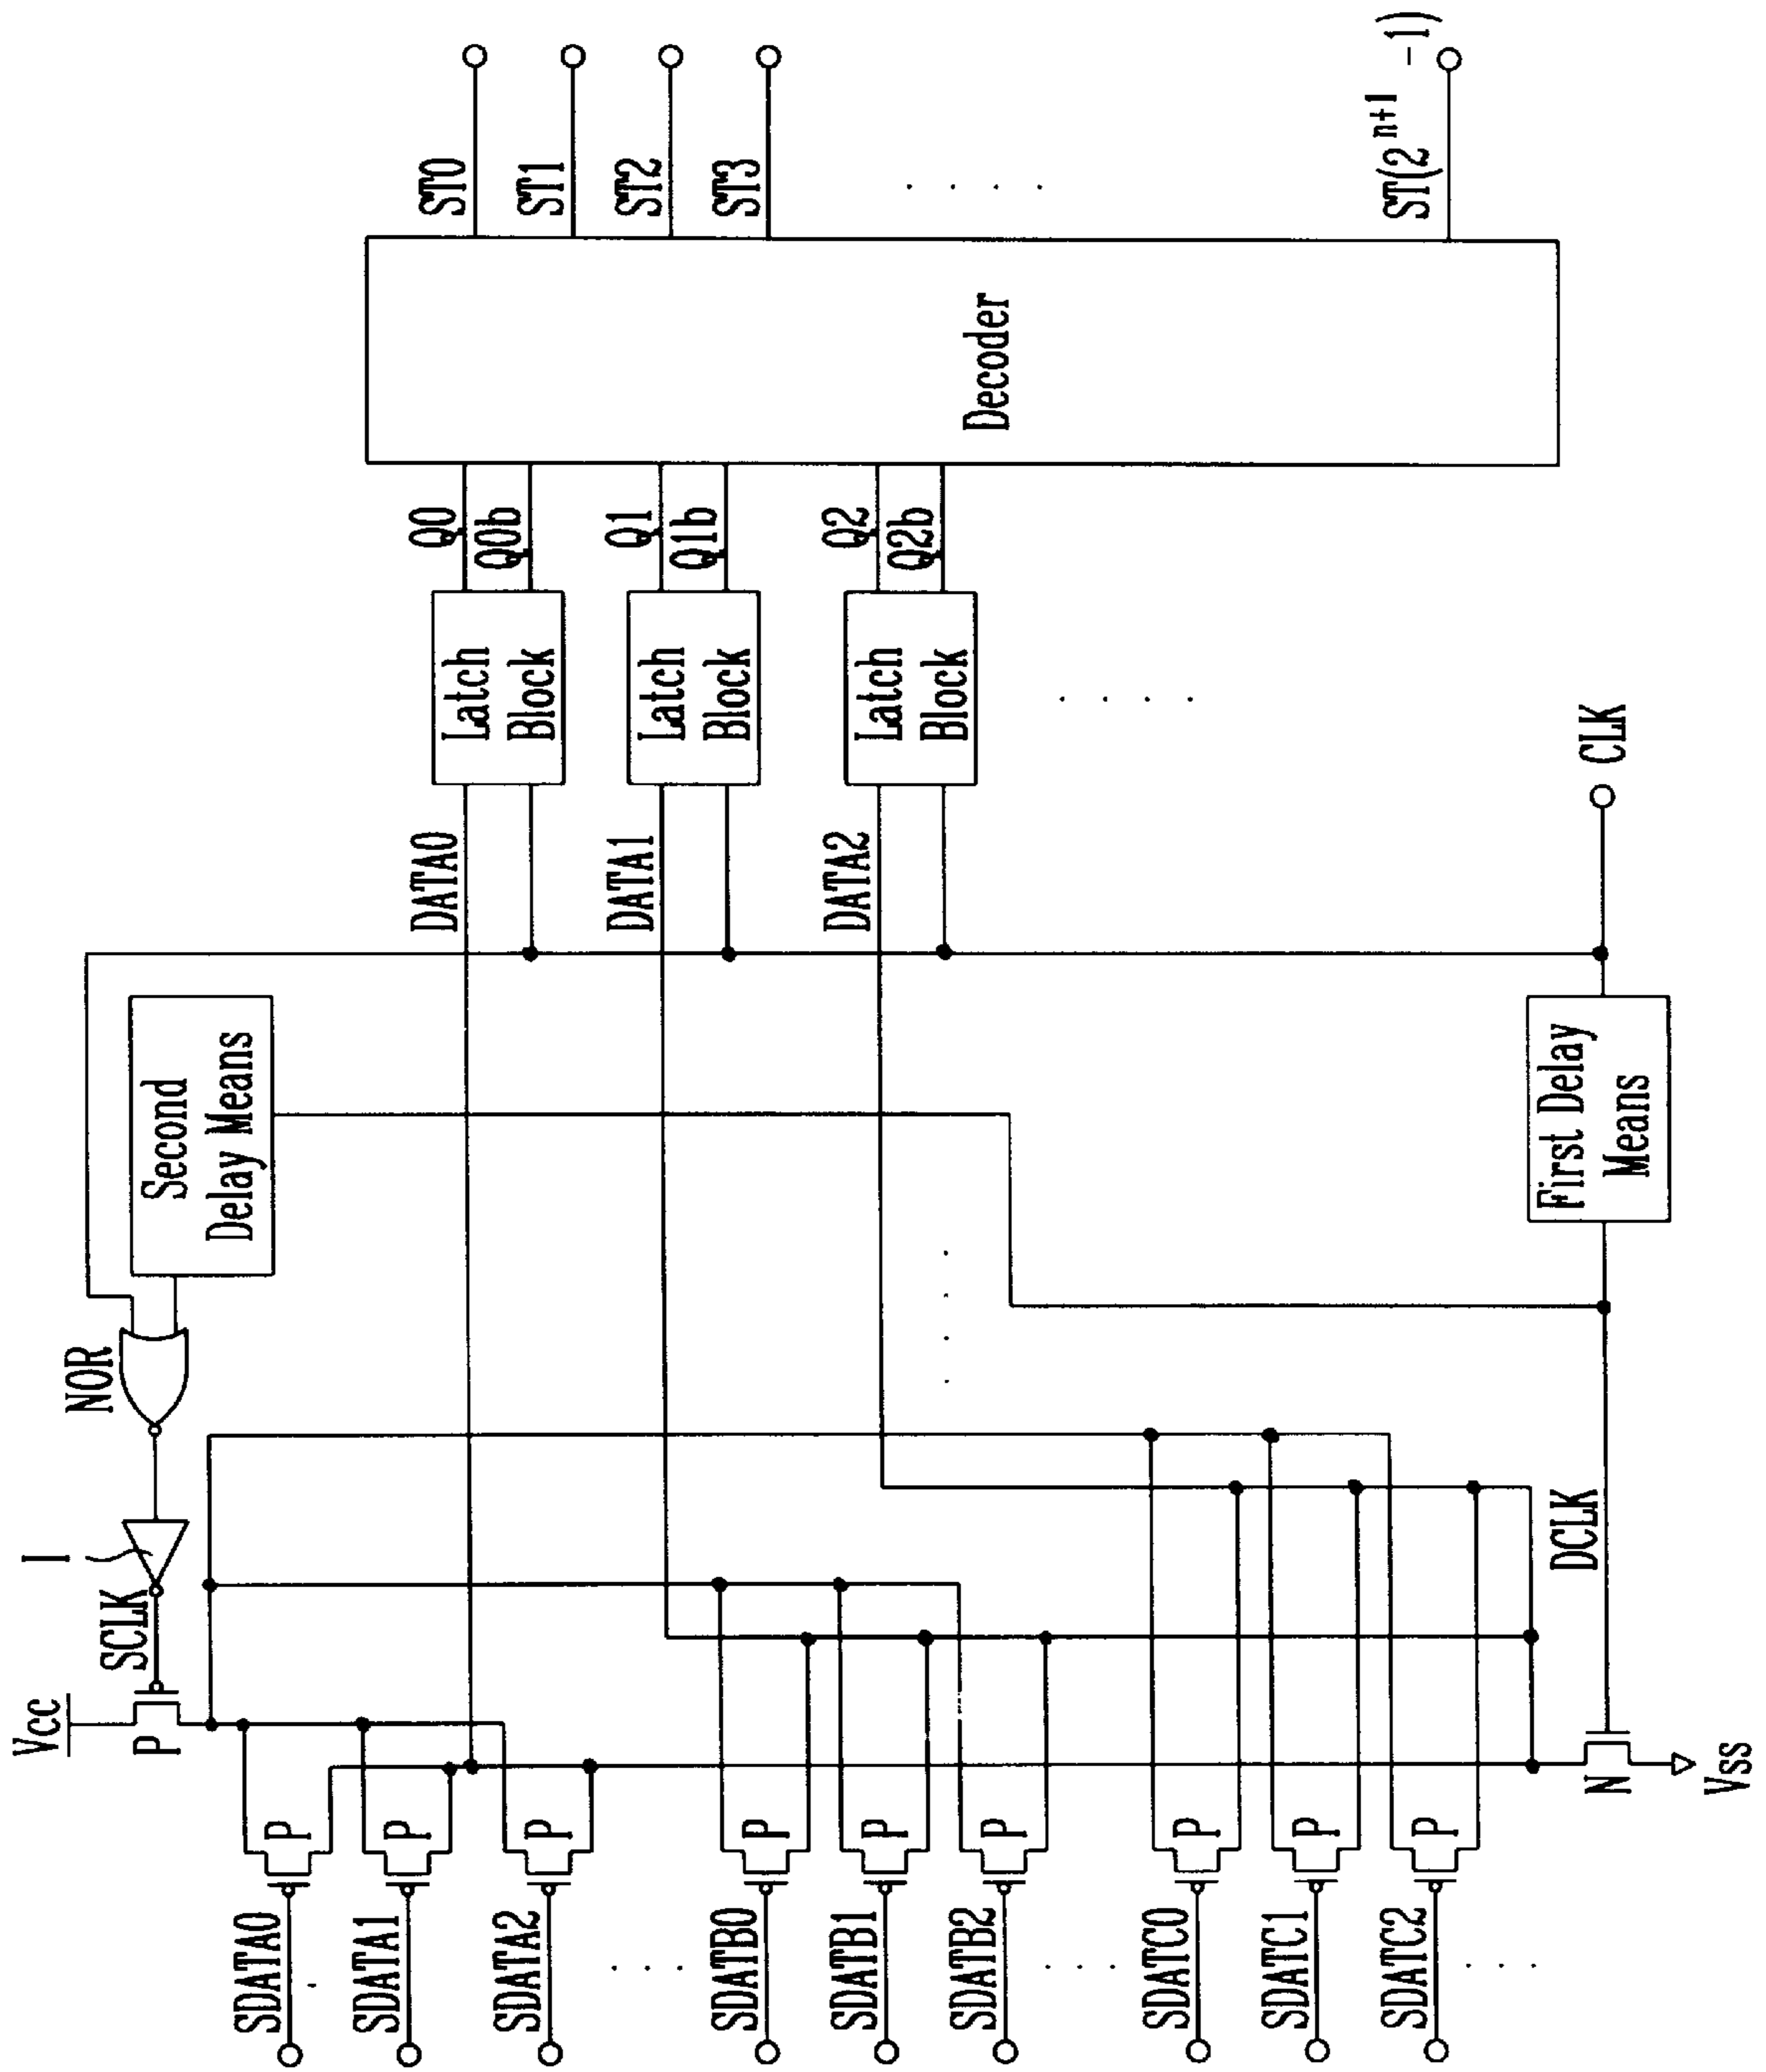 ST0
ST1
ST2
ST3
. . . .
ST(2ⁿ⁺¹ -1)
Decoder
Q0
Q0b
Q1
Q1b
Q2
Q2b
Latch
Block
Latch
Block
Latch
Block
. . . .
DATA0
DATA1
DATA2
CLK
Second
Delay Means
First Delay
Means
NOR
. . . .
I
SCLK
DCLK
Vcc
P
N
Vss
P
P
P
P
P
P
P
P
P
SDATA0
SDATA1
SDATA2
. . . .
SDATB0
SDATB1
SDATB2
. . . .
SDATC0
SDATC1
SDATC2
. . . .